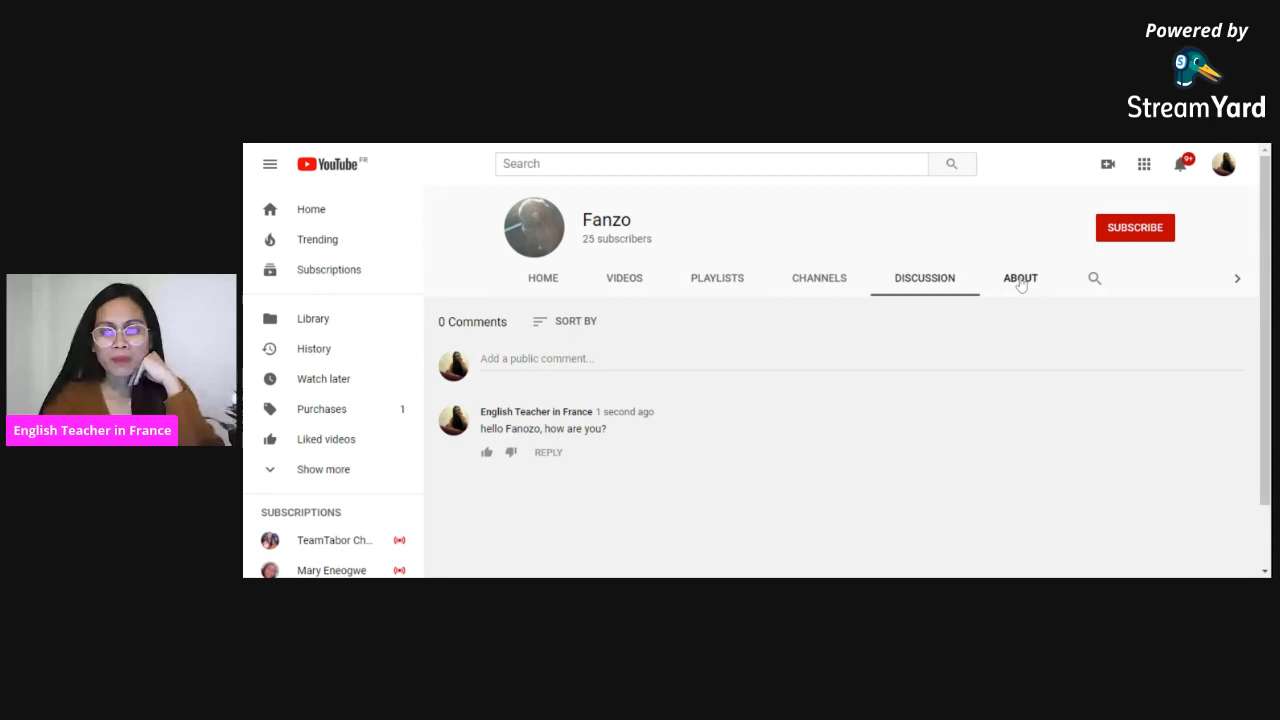 Powered by
StreamYard
YouTube FR
Search
9+
Home
Trending
Subscriptions
Library
History
Watch later
Purchases 1
Liked videos
Show more
SUBSCRIPTIONS
TeamTabor Ch...
Mary Eneogwe
Fanzo
25 subscribers
SUBSCRIBE
HOME VIDEOS PLAYLISTS CHANNELS DISCUSSION ABOUT
0 Comments SORT BY
Add a public comment...
English Teacher in France 1 second ago
hello Fanozo, how are you?
REPLY
English Teacher in France